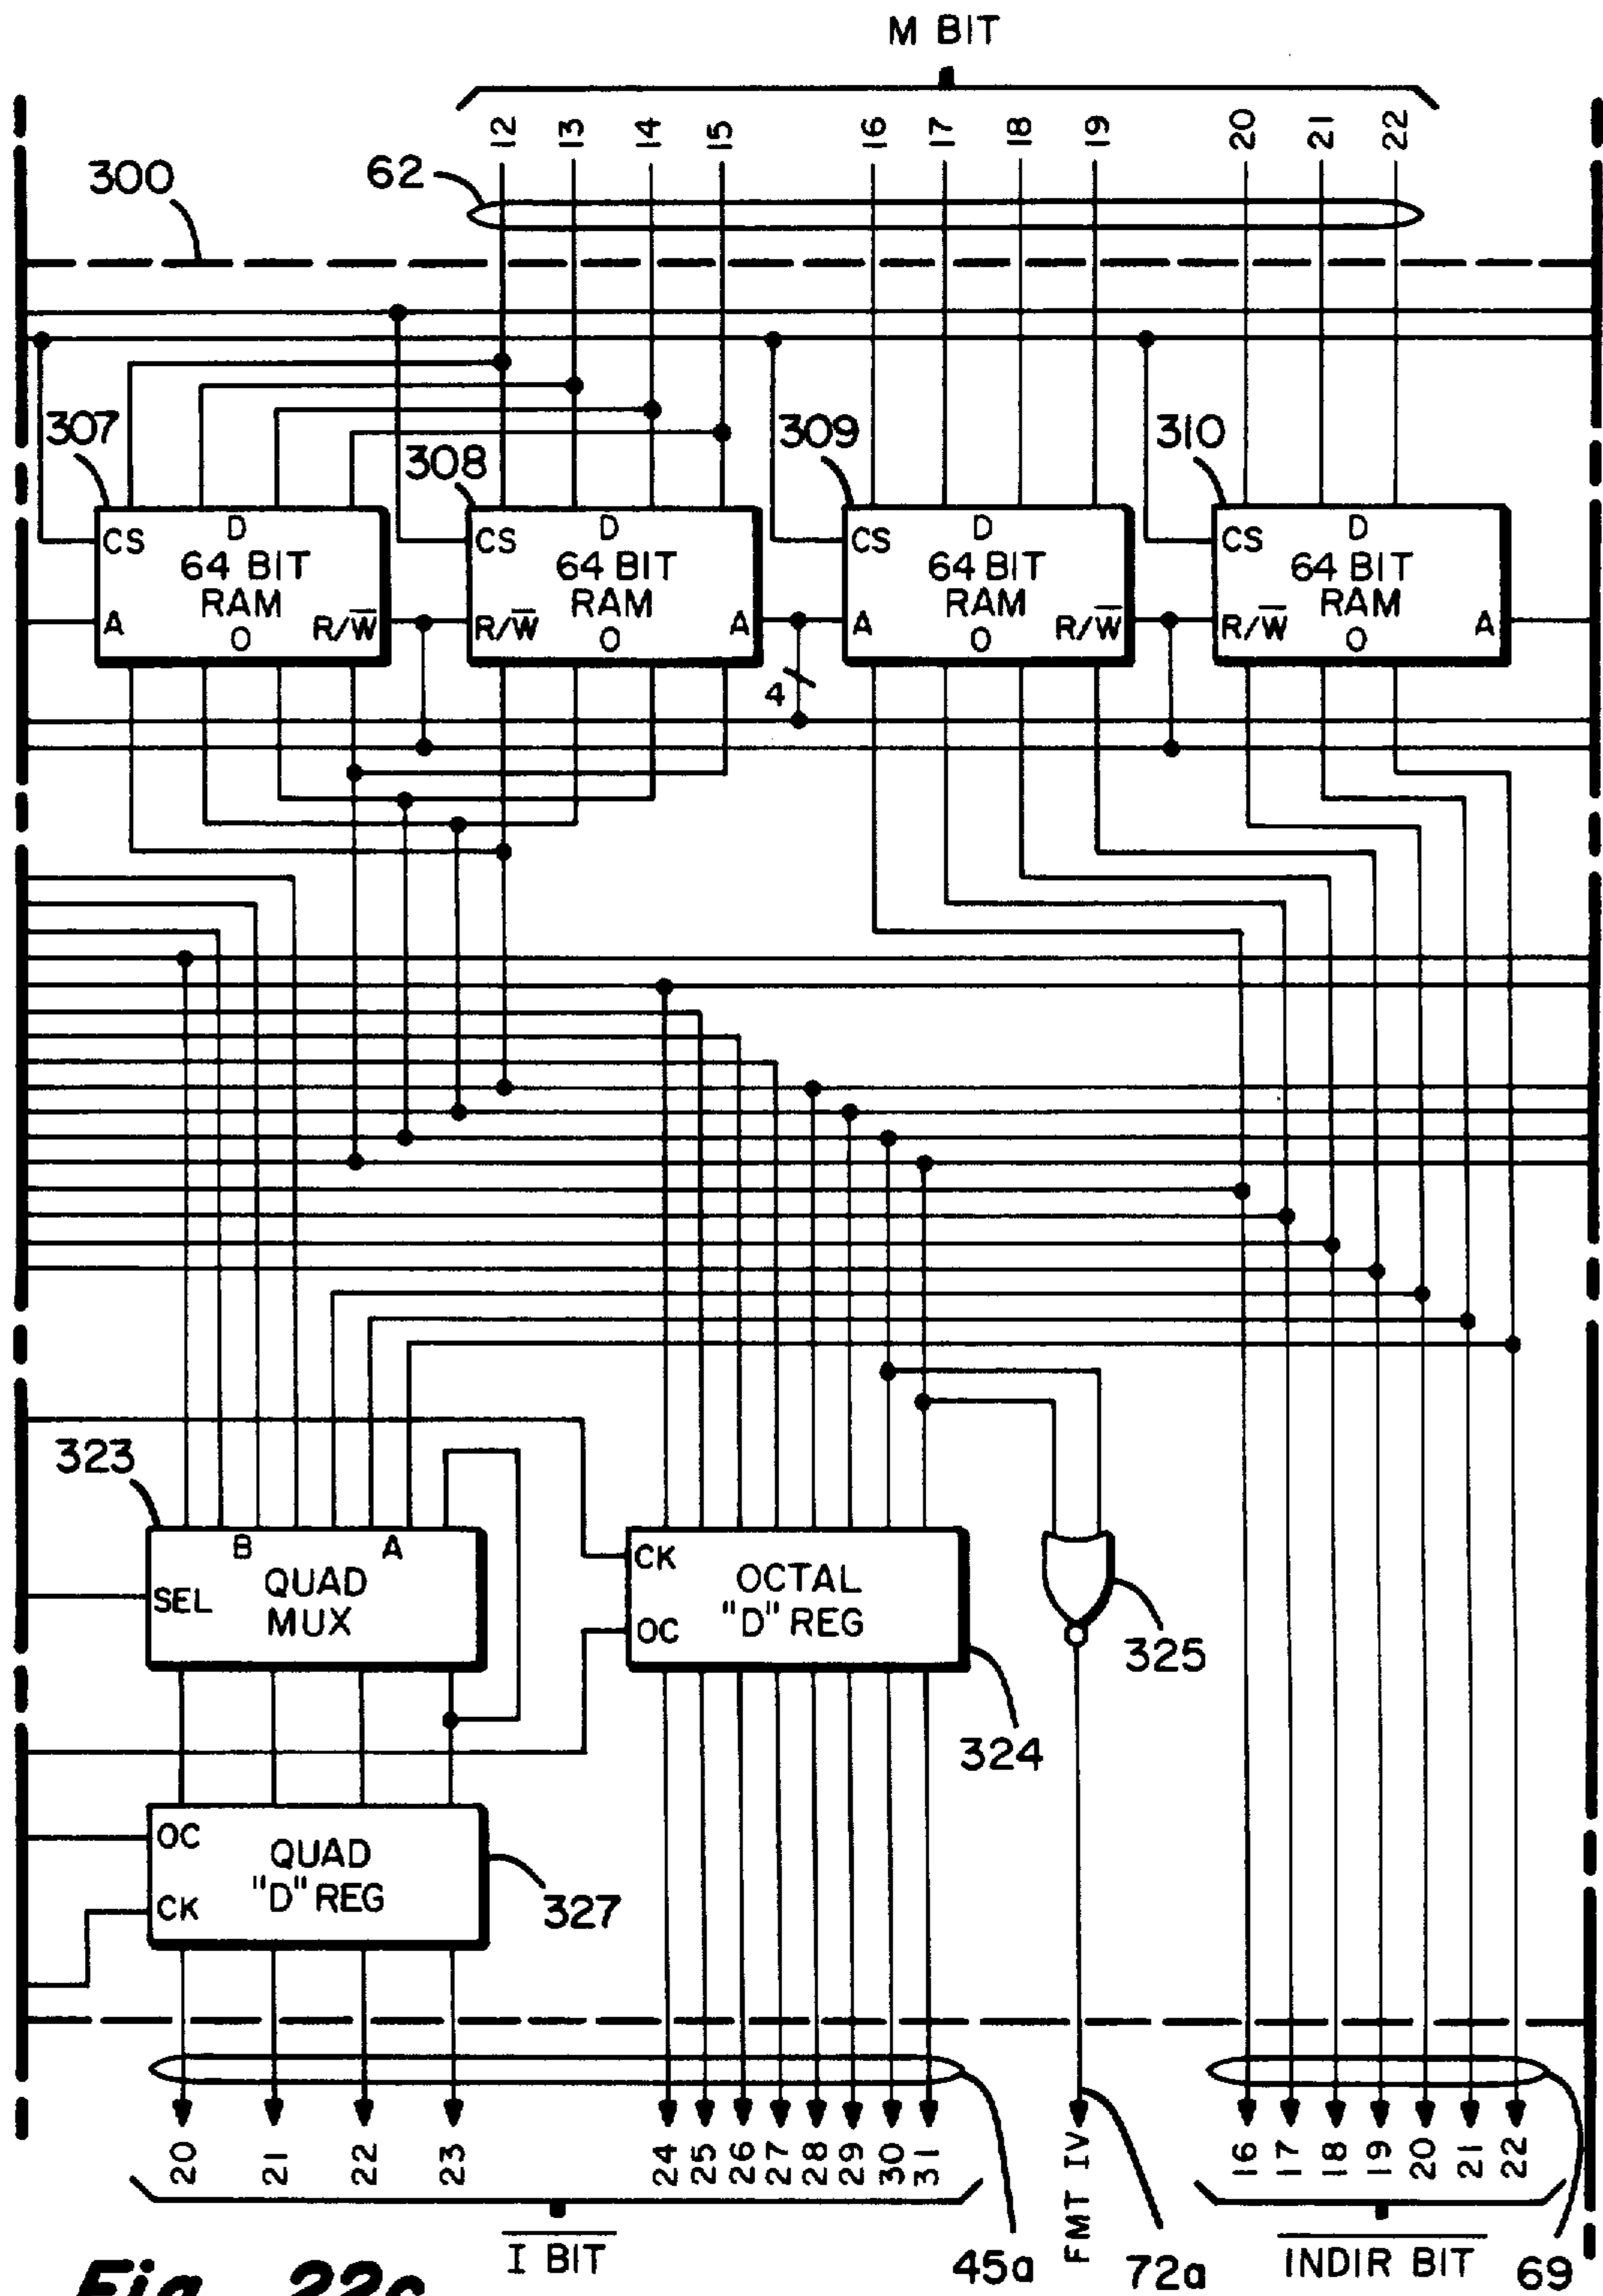 M BIT
12 13 14 15 16 17 18 19 20 21 22
62
300
307
308
309
310
CS D 64 BIT RAM A O R/W̅
CS D 64 BIT RAM R/W̅ O A
CS D 64 BIT RAM A O R/W̅
CS D 64 BIT RAM R/W̅ O A
4
323
B A
SEL QUAD MUX
CK OCTAL
OC "D" REG
325
324
OC QUAD
CK "D" REG
327
20 21 22 23 24 25 26 27 28 29 30 31
FMT IV
16 17 18 19 20 21 22
I̅ ̅B̅I̅T̅
45a
72a
I̅N̅D̅I̅R̅ ̅B̅I̅T̅
69
Fig. 22c